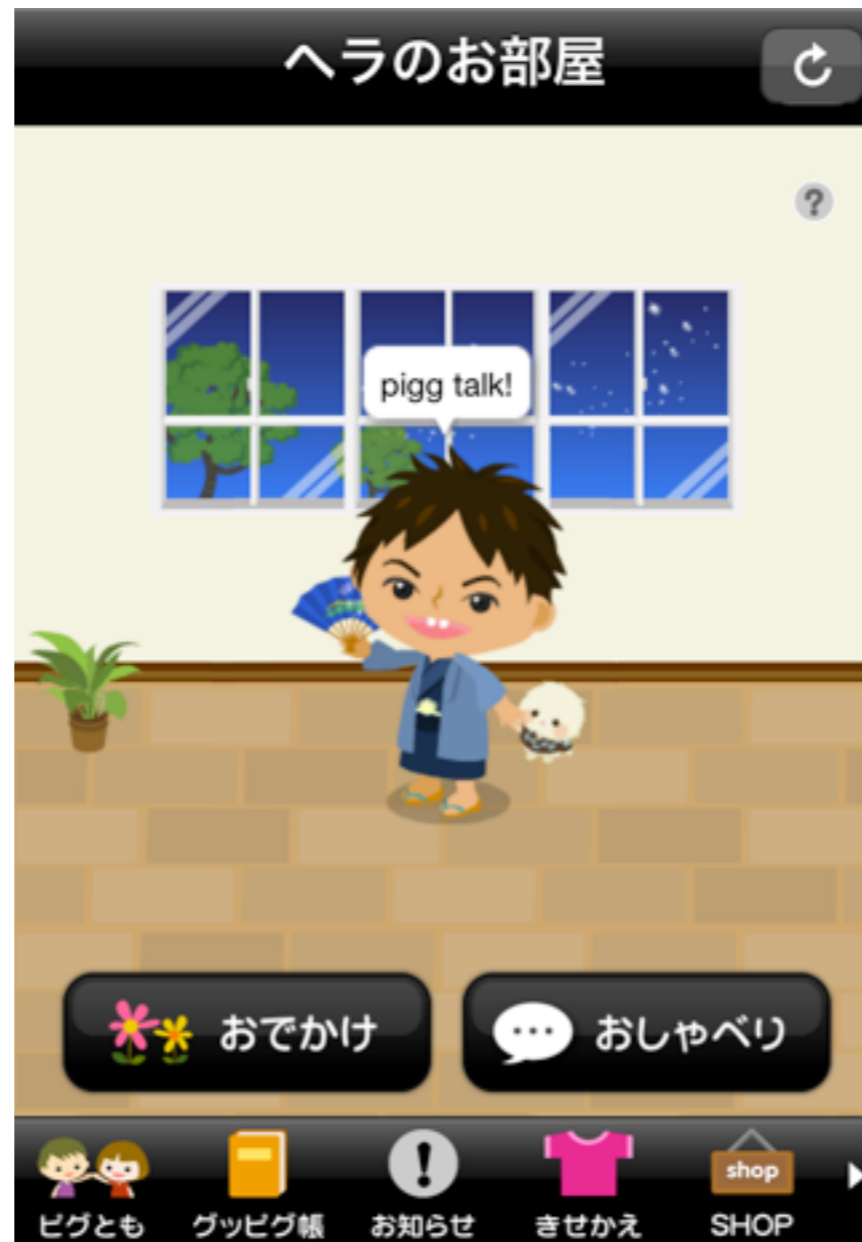 ヘラのお部屋
?
pigg talk!
おでかけ
おしゃべり
shop
ピグとも
グッピグ帳
お知らせ
きせかえ
SHOP